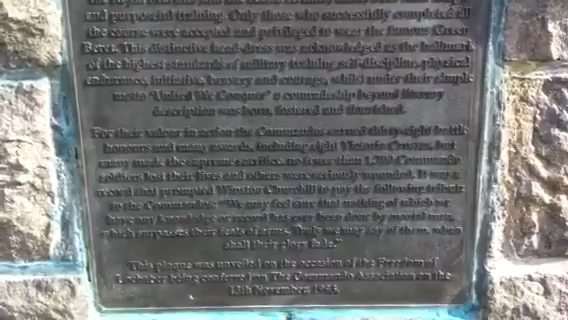 and purposeful training. Only those who successfully completed all
the course were accepted and privileged to wear the famous Green
Beret. This distinctive head-dress was acknowledged as the hallmark
of the highest standards of military training, self-discipline, physical
endurance, initiative, bravery and courage, whilst under their simple
motto "United We Conquer" a comradeship beyond literary
description was born, fostered and flourished.
For their valour in action the Commandos earned thirty-eight battle
honours and many awards, including eight Victoria Crosses, but
many made the supreme sacrifice, no fewer than 1,700 Commando
soldiers lost their lives and others were seriously wounded. It was a
record that prompted Winston Churchill to pay the following tribute
to the Commandos: "We may feel sure that nothing of which we
have any knowledge or record has ever been done by mortal men,
which surpasses their feats of arms. Truly we may say of them, when
shall their glory fade."
This plaque was unveiled on the occasion of the Freedom of
Lochaber being conferred on The Commando Association on the
18th November,